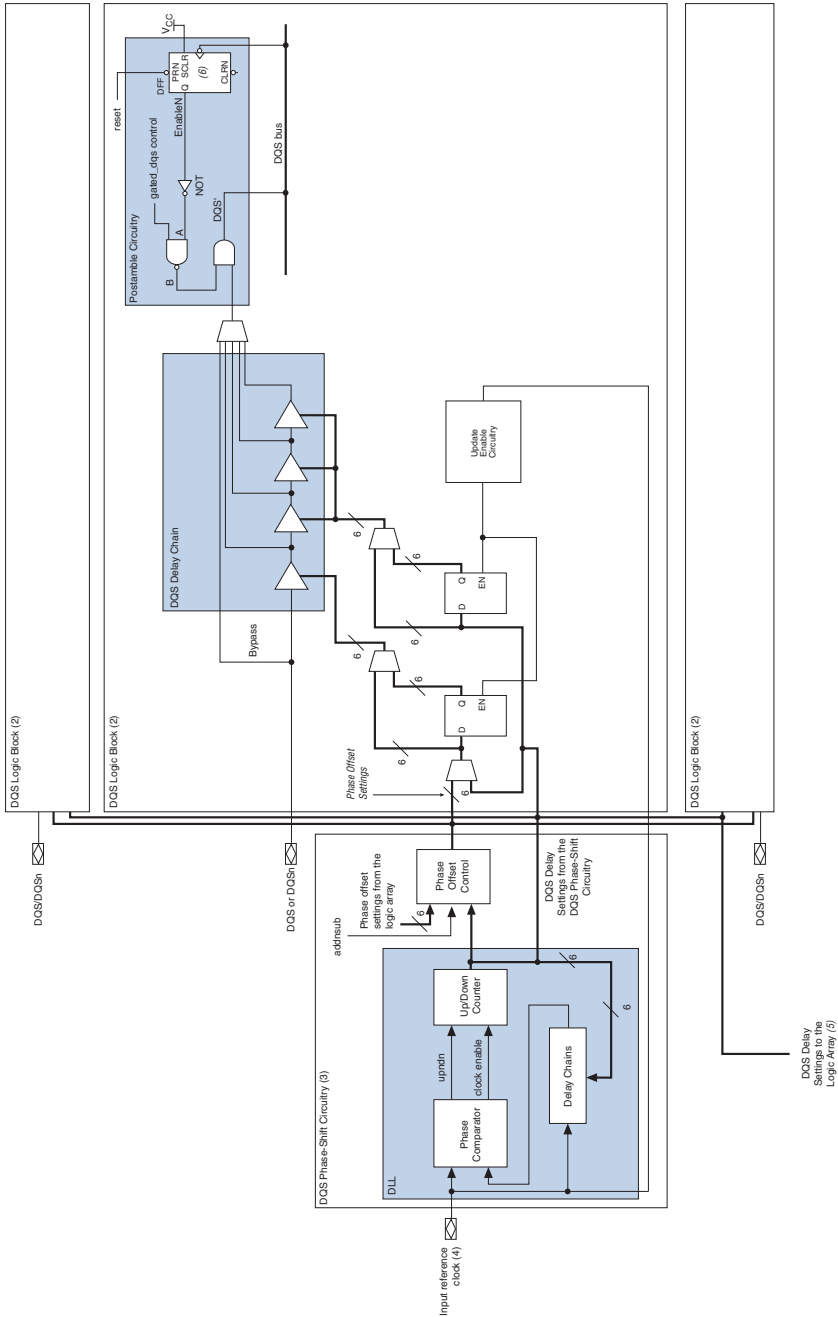 DQS Logic Block (2)
DQS/DQSn
DQS Logic Block (2)
Postamble Circuitry
reset
gated_dqs control
VCC
DFF
PRN
SCLR
Q
(6)
CLRN
EnableN
NOT
A
B
DQS'
DQS bus
DQS Delay Chain
Bypass
DQS or DQSn
6
6
6
6
6
6
Update
Enable
Circuitry
D
Q
EN
D
Q
EN
Phase Offset
Settings
6
DQS Logic Block (2)
DQS/DQSn
DQS Phase-Shift Circuitry (3)
addnsub
Phase offset
settings from the
logic array
6
Phase
Offset
Control
DQS Delay
Settings from the
DQS Phase-Shift
Circuitry
DLL
Phase
Comparator
upndn
clock enable
Up/Down
Counter
Delay Chains
6
6
Input reference
clock (4)
DQS Delay
Settings to the
Logic Array (5)